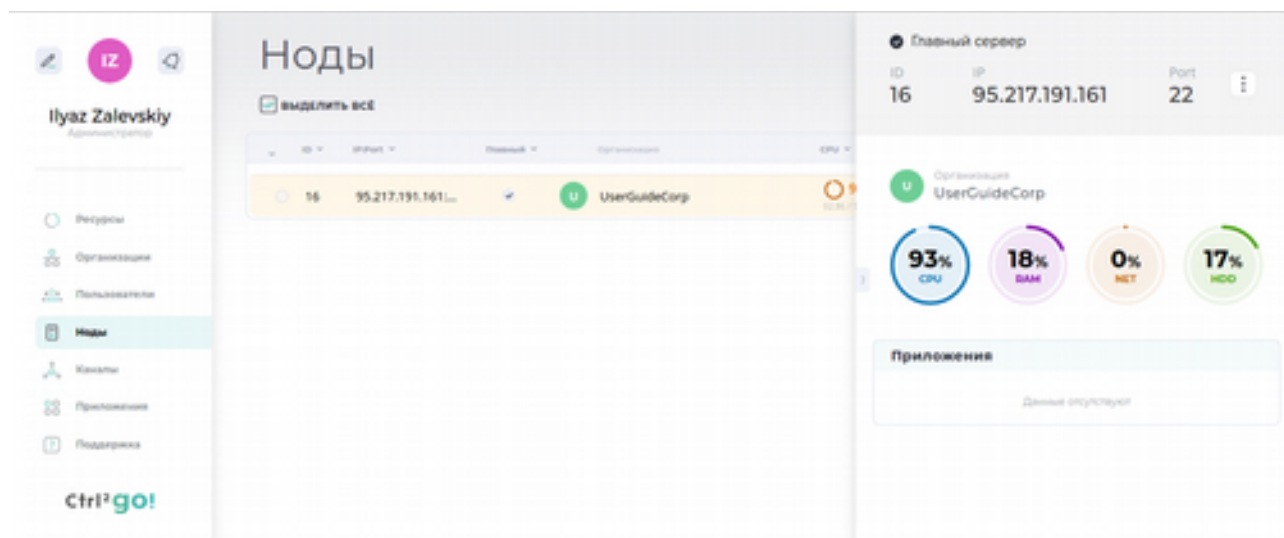 IZ
Ilyaz Zalevskiy
Администратор
Ресурсы
Организации
Пользователи
Ноды
Каналы
Приложения
Поддержка
Ctrl²go!
Ноды
ВЫДЕЛИТЬ ВСЁ
ID IP/Port Главный Организация CPU
16 95.217.191.161:... U UserGuideCorp
Главный сервер
ID IP Port
16 95.217.191.161 22
U Организация
UserGuideCorp
93% 18% 0% 17%
CPU RAM NET HDD
Приложения
Данные отсутствуют